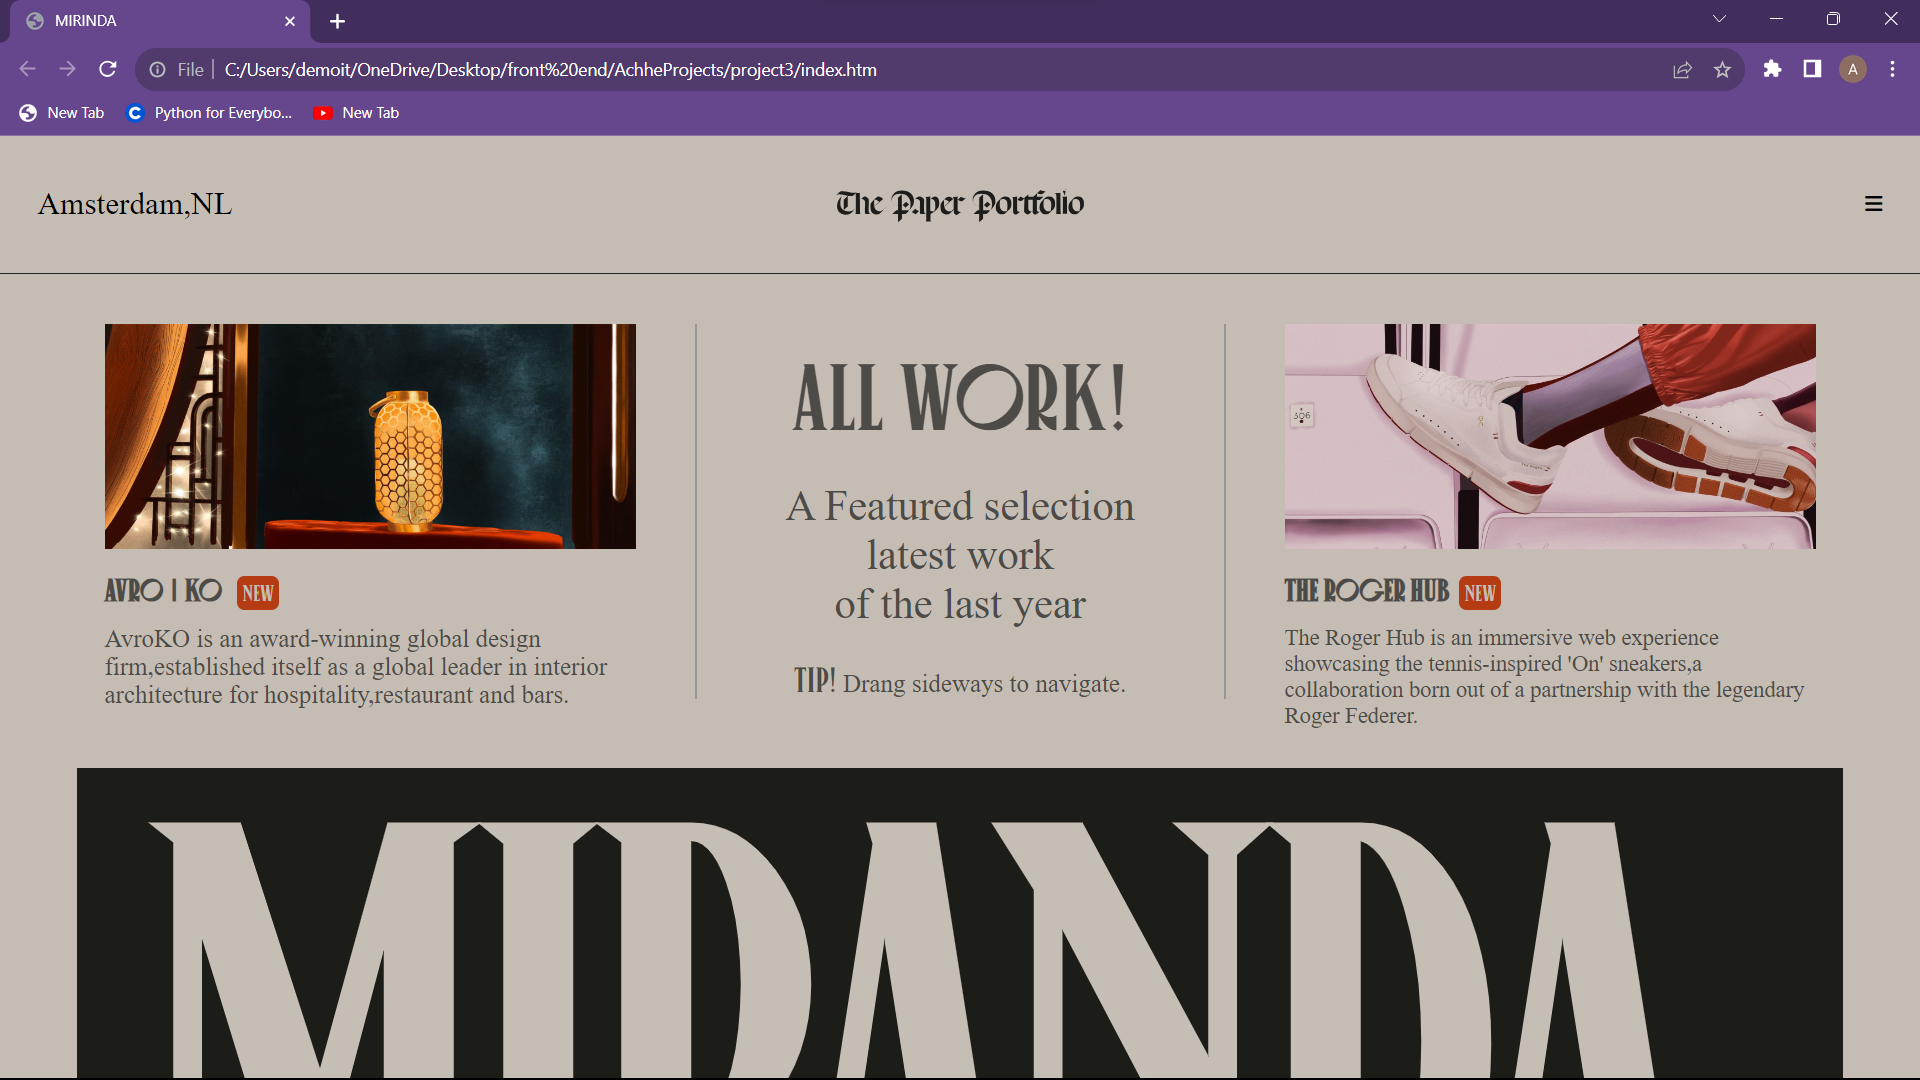 MIRINDA
File
C:/Users/demoit/OneDrive/Desktop/front%20end/AchheProjects/project3/index.htm
A
New Tab
Python for Everybo...
New Tab
Amsterdam,NL
The Paper Portfolio
306
ALL WORK!
A Featured selection
latest work
of the last year
TIP! Drang sideways to navigate.
AVRO | KO NEW
AvroKO is an award-winning global design
firm,established itself as a global leader in interior
architecture for hospitality,restaurant and bars.
THE ROGER HUB NEW
The Roger Hub is an immersive web experience
showcasing the tennis-inspired 'On' sneakers,a
collaboration born out of a partnership with the legendary
Roger Federer.
MIRANDA